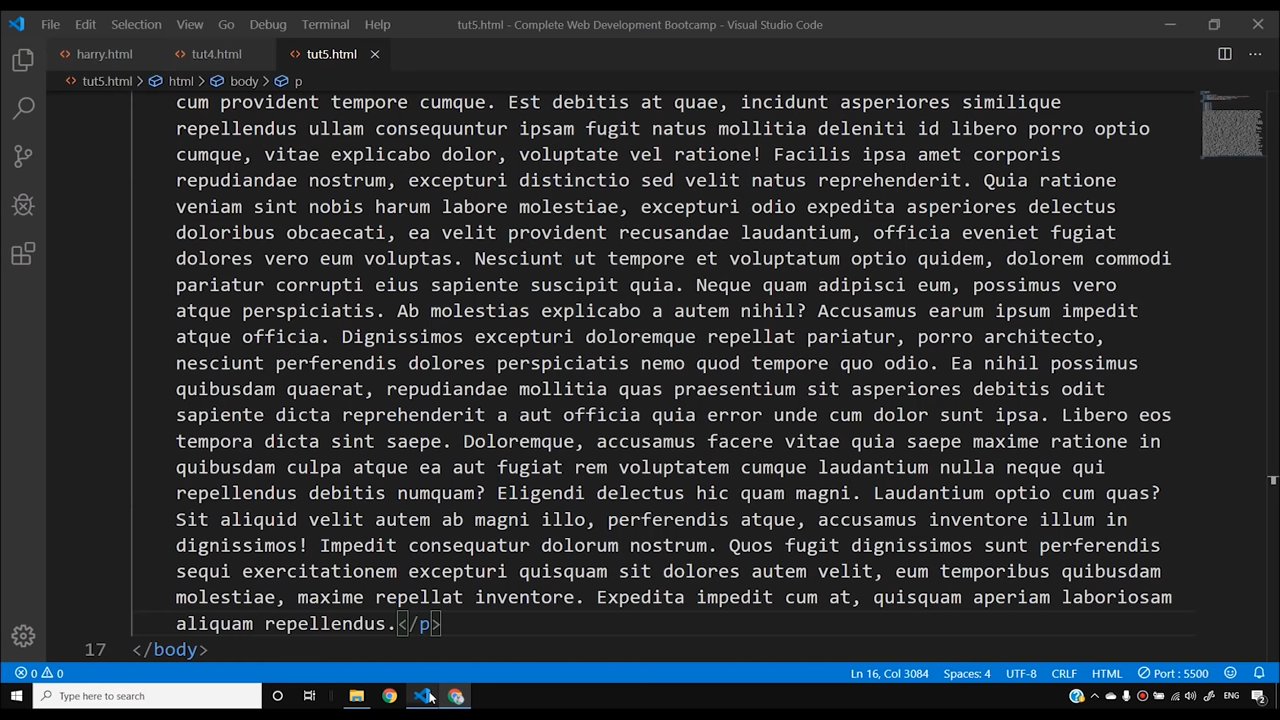 File Edit Selection View Go Debug Terminal Help tut5.html - Complete Web Development Bootcamp - Visual Studio Code
harry.html tut4.html tut5.html
tut5.html html body p
cum provident tempore cumque. Est debitis at quae, incidunt asperiores similique
repellendus ullam consequuntur ipsam fugit natus mollitia deleniti id libero porro optio
cumque, vitae explicabo dolor, voluptate vel ratione! Facilis ipsa amet corporis
repudiandae nostrum, excepturi distinctio sed velit natus reprehenderit. Quia ratione
veniam sint nobis harum labore molestiae, excepturi odio expedita asperiores delectus
doloribus obcaecati, ea velit provident recusandae laudantium, officia eveniet fugiat
dolores vero eum voluptas. Nesciunt ut tempore et voluptatum optio quidem, dolorem commodi
pariatur corrupti eius sapiente suscipit quia. Neque quam adipisci eum, possimus vero
atque perspiciatis. Ab molestias explicabo a autem nihil? Accusamus earum ipsum impedit
atque officia. Dignissimos excepturi doloremque repellat pariatur, porro architecto,
nesciunt perferendis dolores perspiciatis nemo quod tempore quo odio. Ea nihil possimus
quibusdam quaerat, repudiandae mollitia quas praesentium sit asperiores debitis odit
sapiente dicta reprehenderit a aut officia quia error unde cum dolor sunt ipsa. Libero eos
tempora dicta sint saepe. Doloremque, accusamus facere vitae quia saepe maxime ratione in
quibusdam culpa atque ea aut fugiat rem voluptatem cumque laudantium nulla neque qui
repellendus debitis numquam? Eligendi delectus hic quam magni. Laudantium optio cum quas?
Sit aliquid velit autem ab magni illo, perferendis atque, accusamus inventore illum in
dignissimos! Impedit consequatur dolorum nostrum. Quos fugit dignissimos sunt perferendis
sequi exercitationem excepturi quisquam sit dolores autem velit, eum temporibus quibusdam
molestiae, maxime repellat inventore. Expedita impedit cum at, quisquam aperiam laboriosam
aliquam repellendus.</p>
17 </body>
0 0 Ln 16, Col 3084 Spaces: 4 UTF-8 CRLF HTML Port : 5500
Type here to search ENG 2